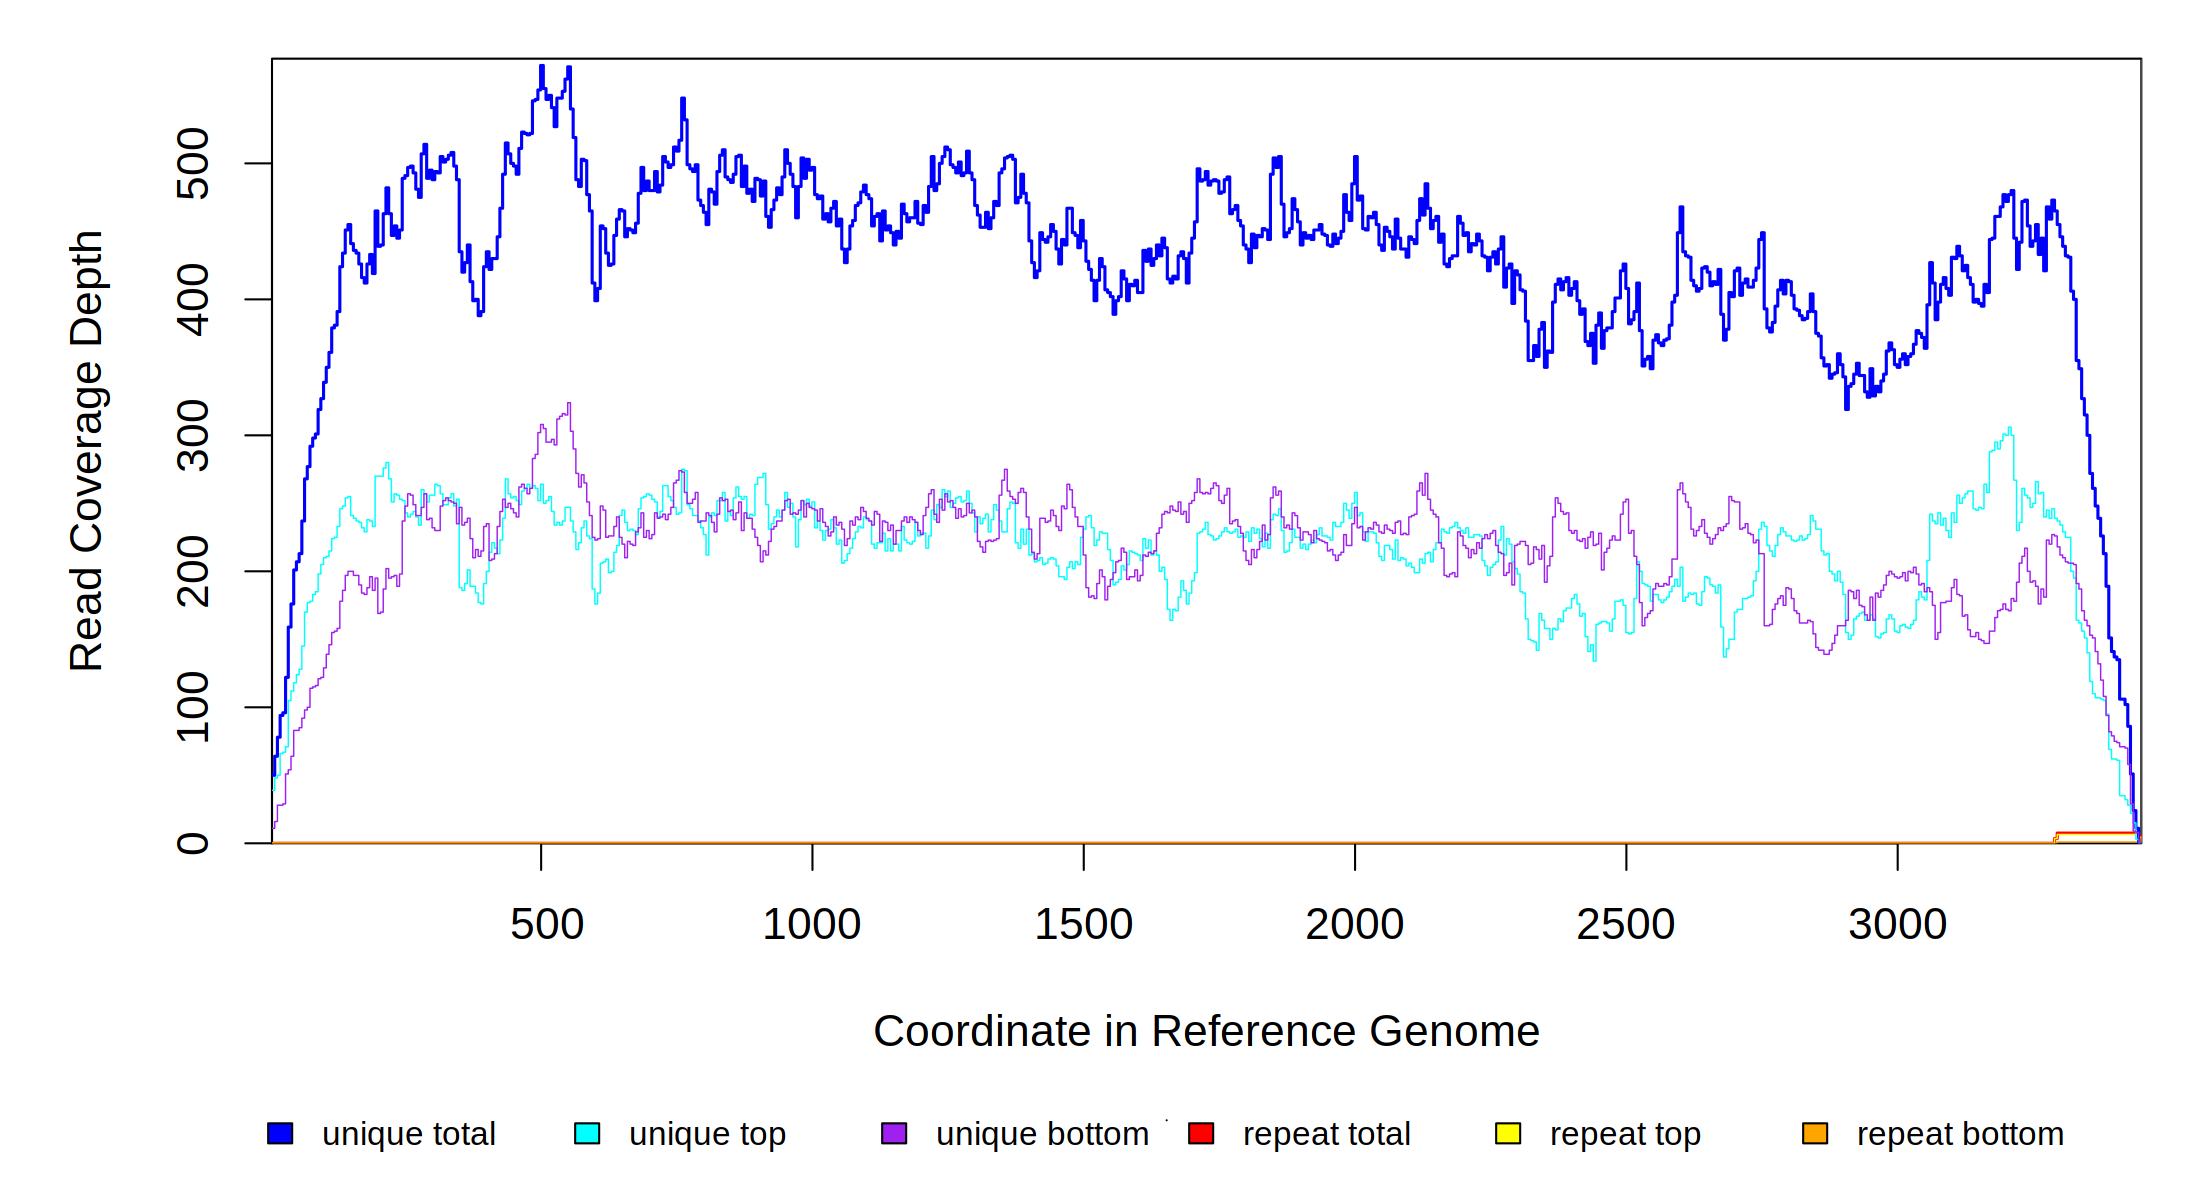 Read Coverage Depth
500
400
300
200
100
0
500 1000 1500 2000 2500 3000
Coordinate in Reference Genome
unique total unique top unique bottom repeat total repeat top repeat bottom